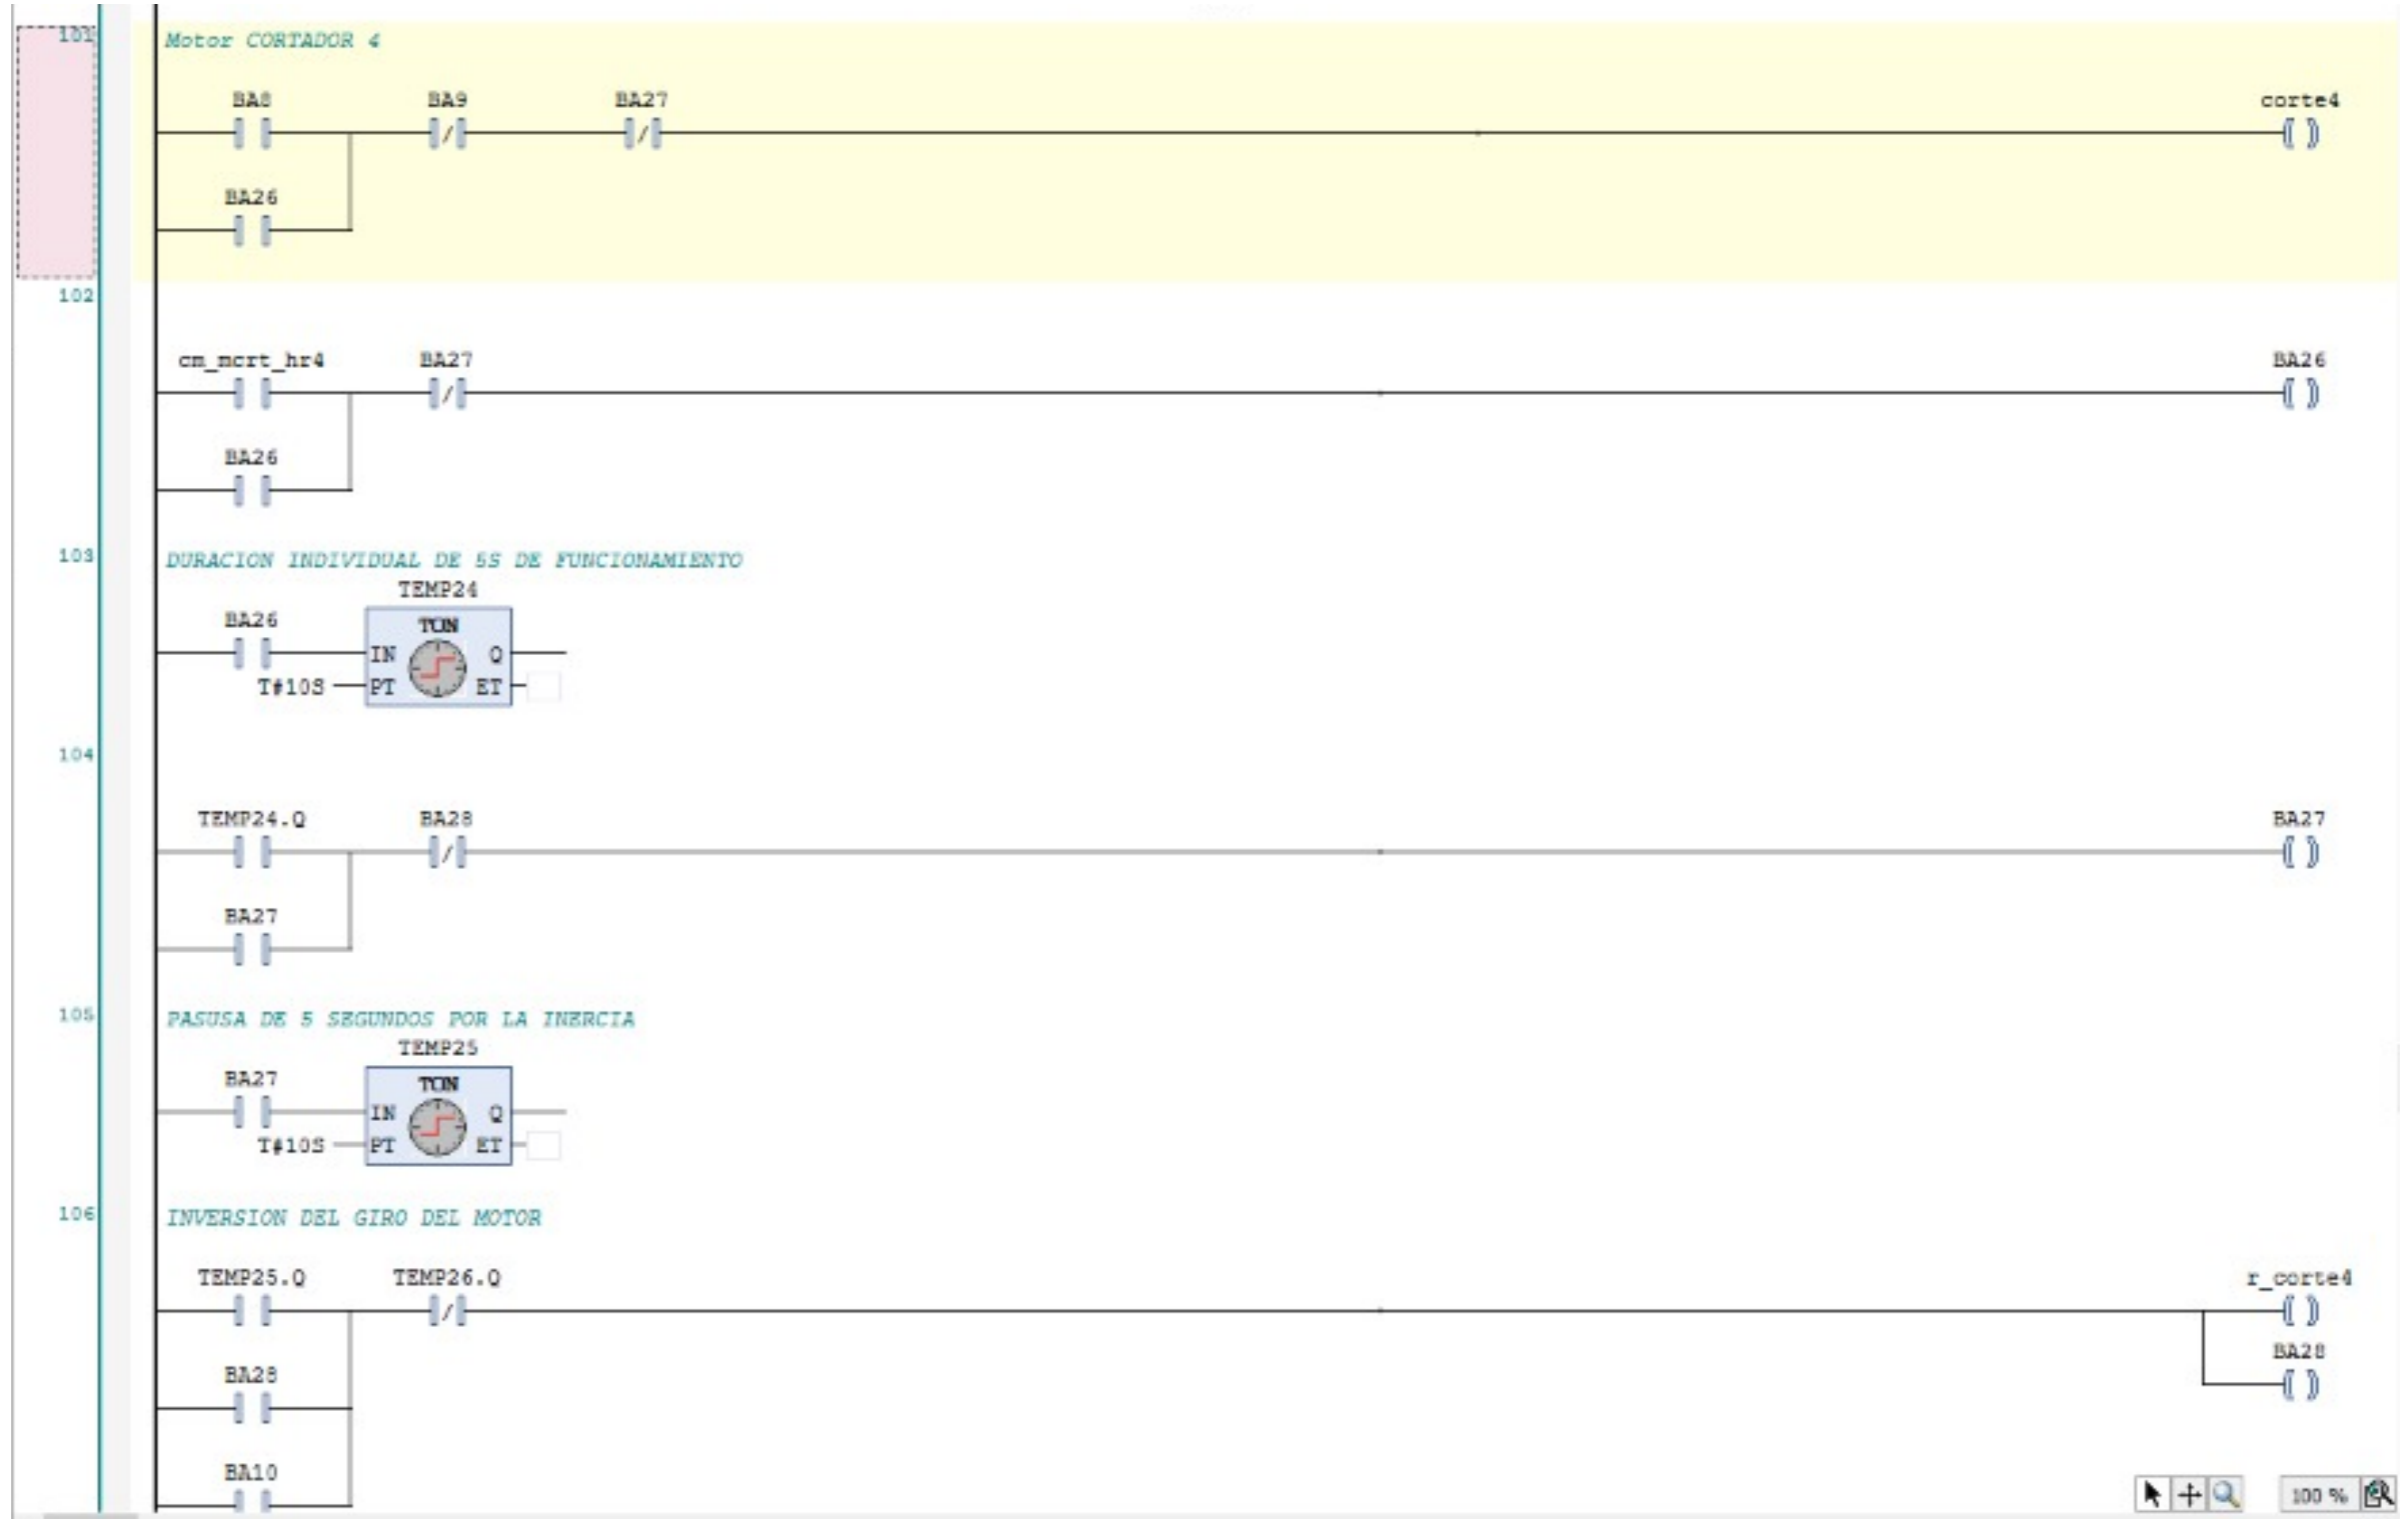 101
Motor CORTADOR 4
BA8 BA9 BA27 corte4
BA26
102
cm_mcrt_hr4 BA27 BA26
BA26
103
DURACION INDIVIDUAL DE 5S DE FUNCIONAMIENTO
TEMP24
BA26 TON
IN Q
T#10S PT ET
104
TEMP24.Q BA28 BA27
BA27
105
PASUSA DE 5 SEGUNDOS POR LA INERCIA
TEMP25
BA27 TON
IN Q
T#10S PT ET
106
INVERSION DEL GIRO DEL MOTOR
TEMP25.Q TEMP26.Q r_corte4
BA28 BA28
BA10
100 %